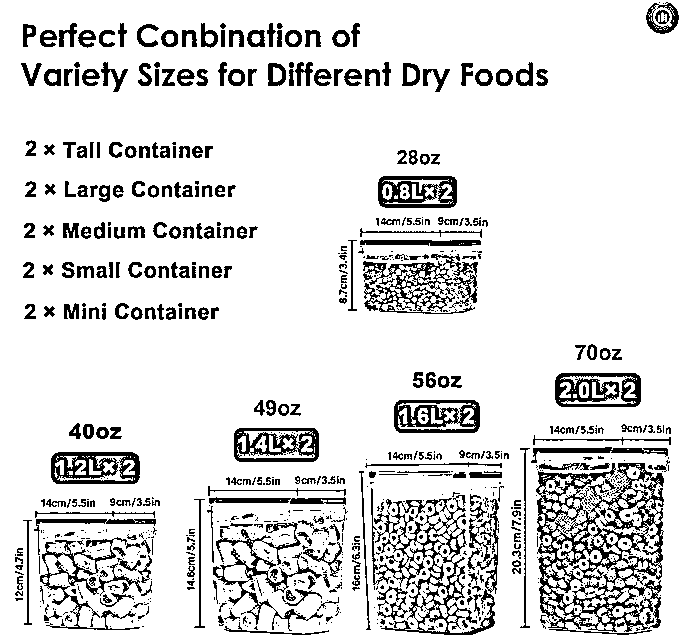 Perfect Conbination of
Variety Sizes for Different Dry Foods
2 × Tall Container
2 × Large Container
2 × Medium Container
2 × Small Container
2 × Mini Container
28oz
0.8L×2
14cm/5.5in 9cm/3.5in
8.7cm/3.4in
40oz
1.2L×2
14cm/5.5in 9cm/3.5in
12cm/4.7in
49oz
1.4L×2
14cm/5.5in 9cm/3.5in
14.6cm/5.7in
56oz
1.6L×2
14cm/5.5in 9cm/3.5in
16cm/6.3in
70oz
2.0L×2
14cm/5.5in 9cm/3.5in
20.3cm/7.9in